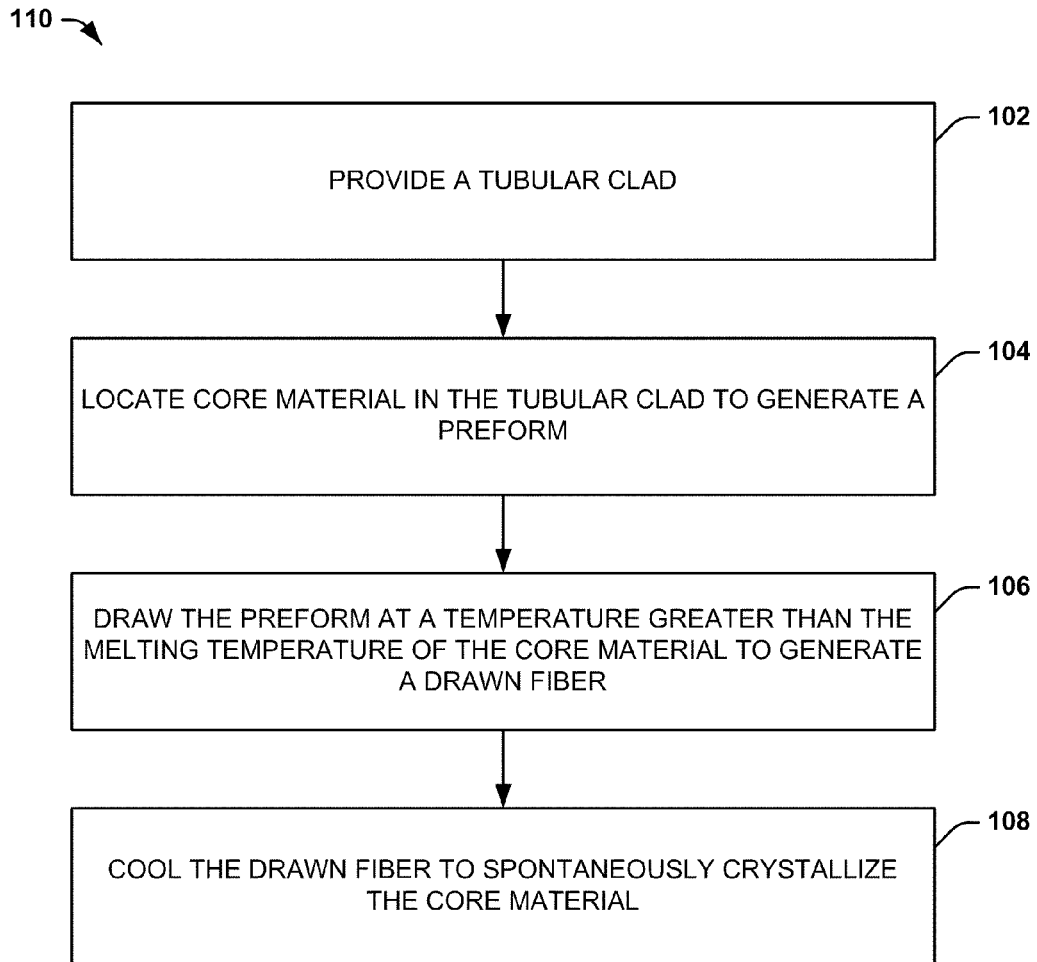 110
102
PROVIDE A TUBULAR CLAD
104
LOCATE CORE MATERIAL IN THE TUBULAR CLAD TO GENERATE A
PREFORM
106
DRAW THE PREFORM AT A TEMPERATURE GREATER THAN THE
MELTING TEMPERATURE OF THE CORE MATERIAL TO GENERATE
A DRAWN FIBER
108
COOL THE DRAWN FIBER TO SPONTANEOUSLY CRYSTALLIZE
THE CORE MATERIAL